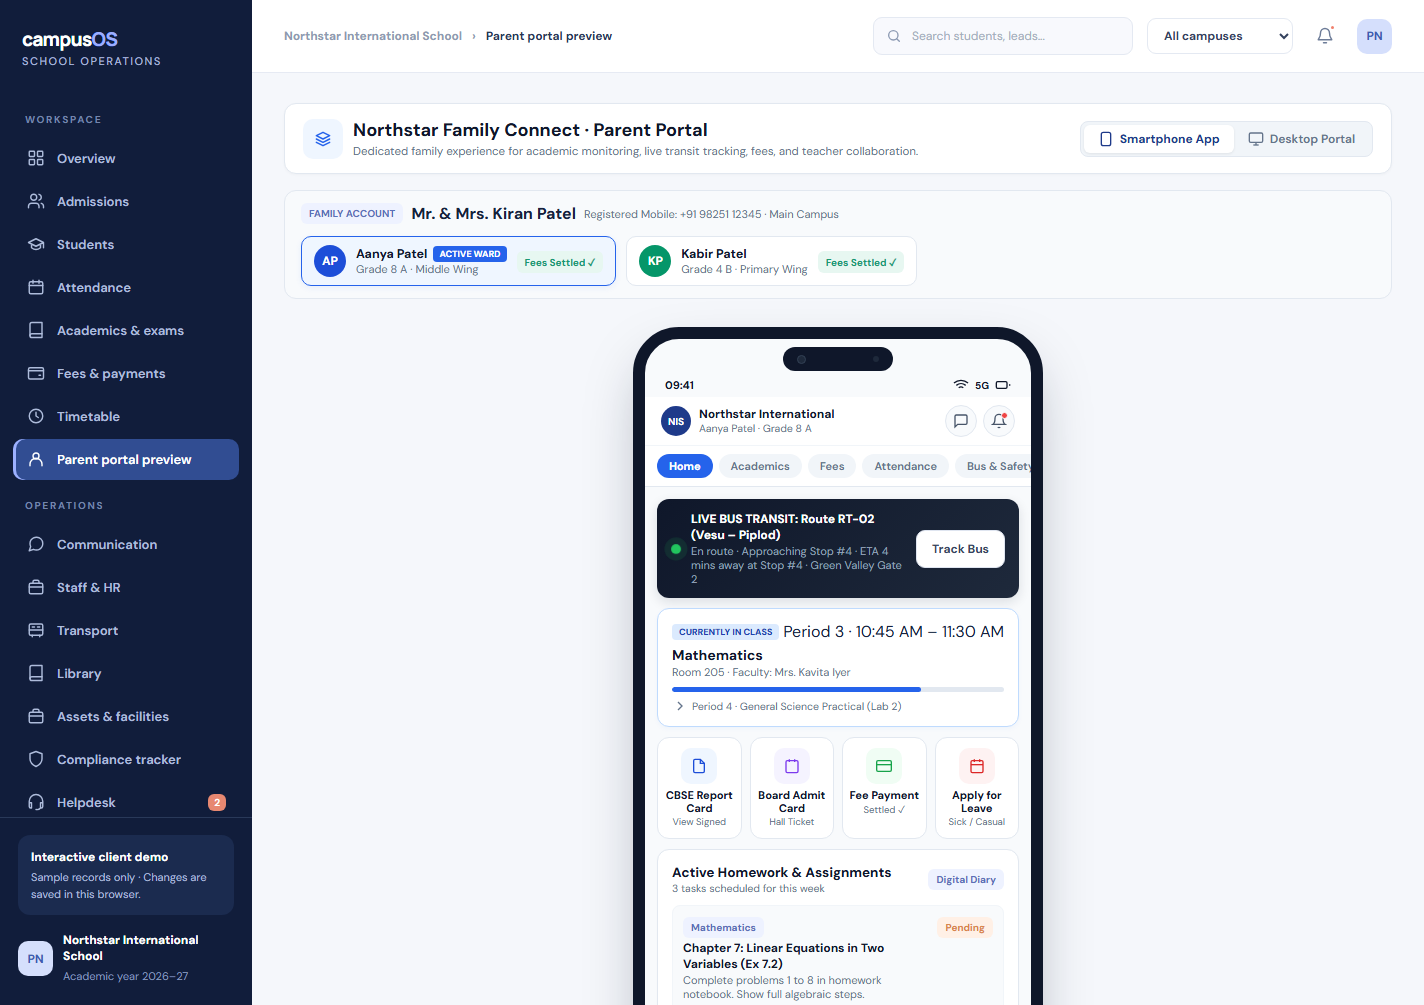 campusOS
SCHOOL OPERATIONS
WORKSPACE
Overview
Admissions
Students
Attendance
Academics & exams
Fees & payments
Timetable
Parent portal preview
OPERATIONS
Communication
Staff & HR
Transport
Library
Assets & facilities
Compliance tracker
Helpdesk 2
Interactive client demo
Sample records only · Changes are
saved in this browser.
PN
Northstar International
School
Academic year 2026–27
Northstar International School › Parent portal preview
Search students, leads...
All campuses
PN
Northstar Family Connect · Parent Portal
Dedicated family experience for academic monitoring, live transit tracking, fees, and teacher collaboration.
Smartphone App
Desktop Portal
FAMILY ACCOUNT Mr. & Mrs. Kiran Patel Registered Mobile: +91 98251 12345 · Main Campus
AP
Aanya Patel ACTIVE WARD
Grade 8 A · Middle Wing
Fees Settled ✓
KP
Kabir Patel
Grade 4 B · Primary Wing
Fees Settled ✓
09:41
5G
NIS
Northstar International
Aanya Patel · Grade 8 A
Home
Academics
Fees
Attendance
Bus & Safety
LIVE BUS TRANSIT: Route RT-02
(Vesu – Piplod)
En route · Approaching Stop #4 · ETA 4
mins away at Stop #4 · Green Valley Gate
2
Track Bus
CURRENTLY IN CLASS Period 3 · 10:45 AM – 11:30 AM
Mathematics
Room 205 · Faculty: Mrs. Kavita Iyer
Period 4 · General Science Practical (Lab 2)
CBSE Report
Card
View Signed
Board Admit
Card
Hall Ticket
Fee Payment
Settled ✓
Apply for
Leave
Sick / Casual
Active Homework & Assignments
3 tasks scheduled for this week
Digital Diary
Mathematics
Pending
Chapter 7: Linear Equations in Two
Variables (Ex 7.2)
Complete problems 1 to 8 in homework
notebook. Show full algebraic steps.